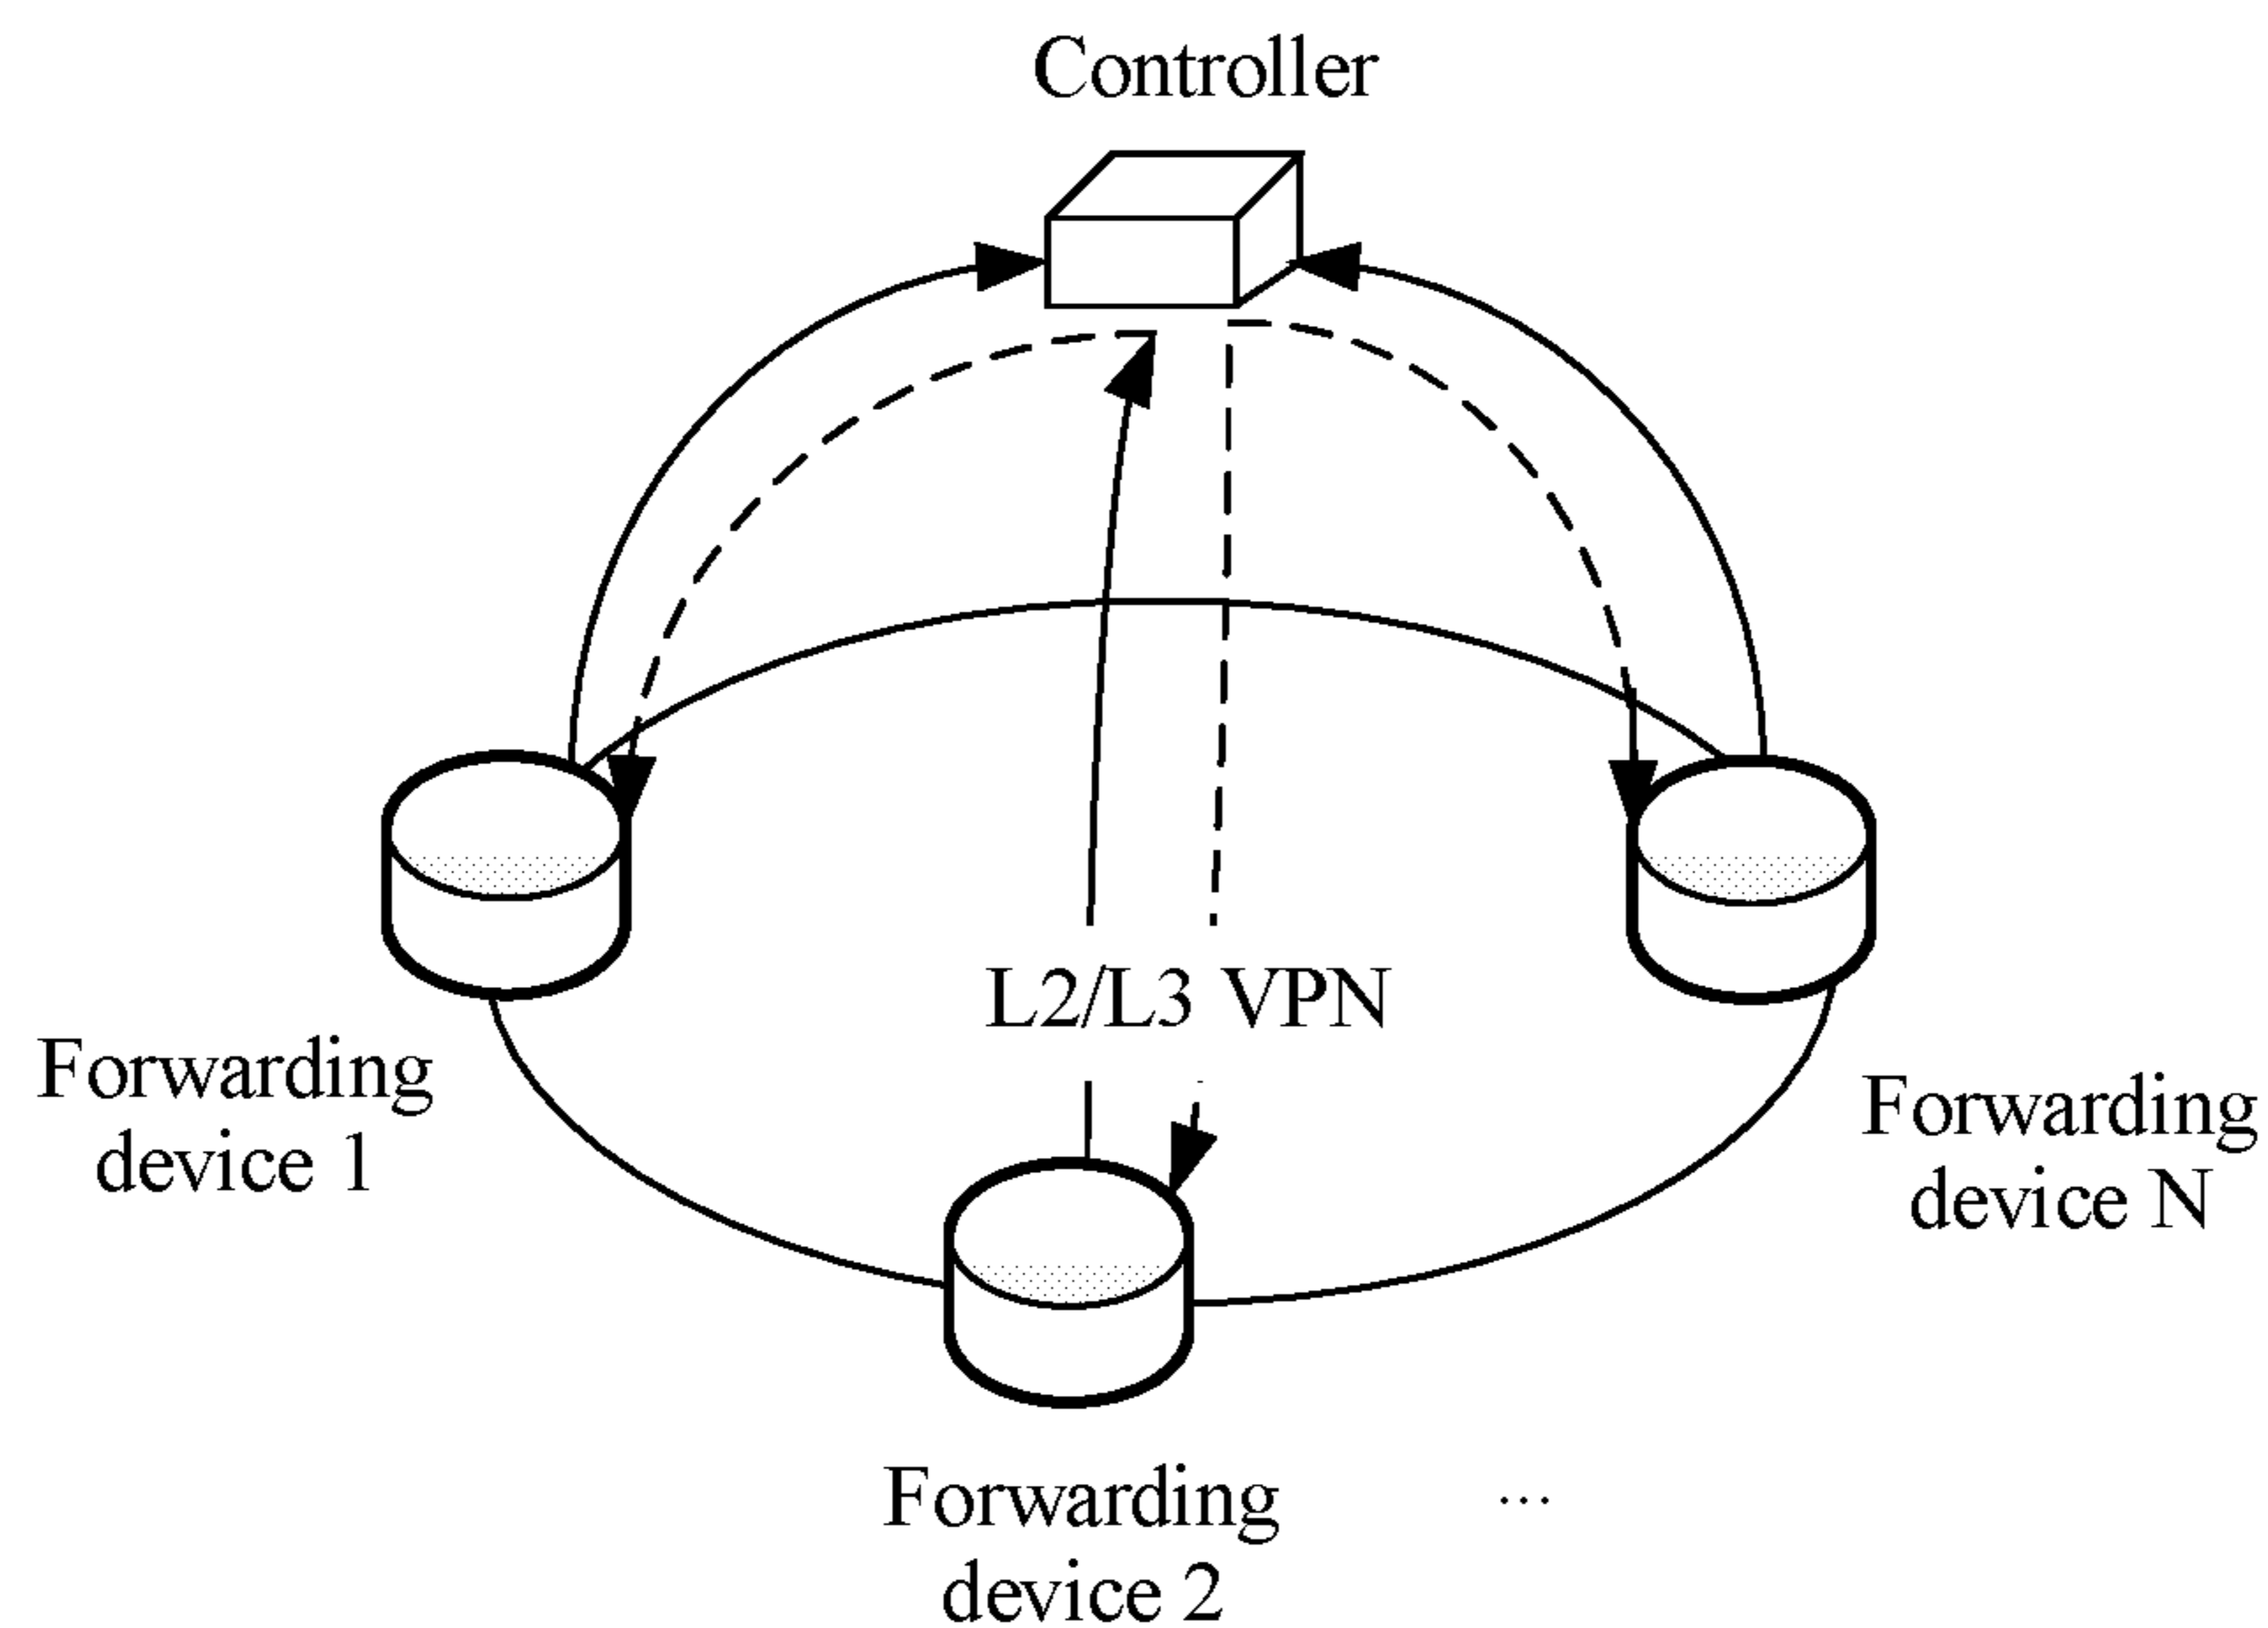 Controller
L2/L3 VPN
Forwarding
device 1
Forwarding
device N
Forwarding
device 2
...